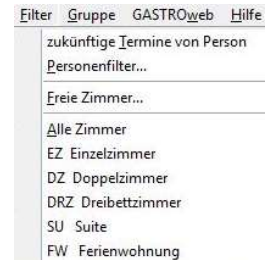 Filter Gruppe GASTROweb Hilfe
zukünftige Termine von Person
Personenfilter...
Freie Zimmer...
Alle Zimmer
EZ Einzelzimmer
DZ Doppelzimmer
DRZ Dreibettzimmer
SU Suite
FW Ferienwohnung